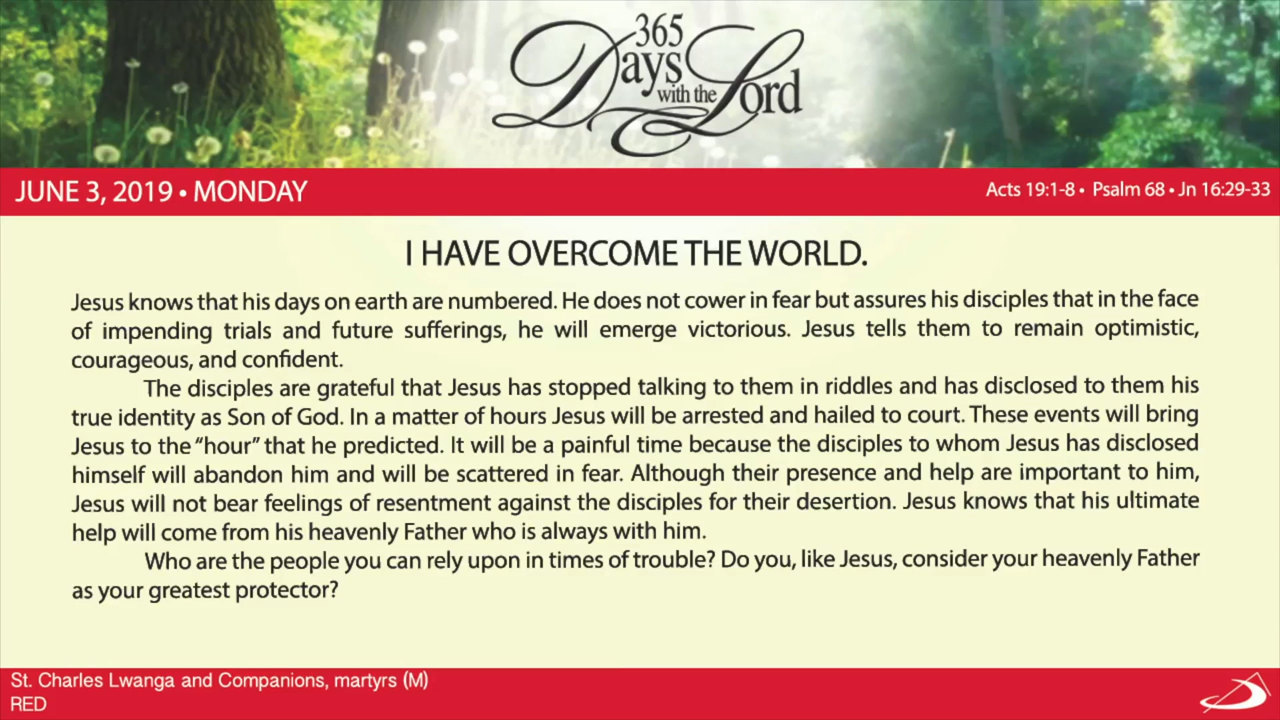 365
Days
with the Lord
JUNE 3, 2019 • MONDAY
Acts 19:1-8 • Psalm 68 • Jn 16:29-33
I HAVE OVERCOME THE WORLD.
Jesus knows that his days on earth are numbered. He does not cower in fear but assures his disciples that in the face
of impending trials and future sufferings, he will emerge victorious. Jesus tells them to remain optimistic,
courageous, and confident.
The disciples are grateful that Jesus has stopped talking to them in riddles and has disclosed to them his
true identity as Son of God. In a matter of hours Jesus will be arrested and hailed to court. These events will bring
Jesus to the “hour” that he predicted. It will be a painful time because the disciples to whom Jesus has disclosed
himself will abandon him and will be scattered in fear. Although their presence and help are important to him,
Jesus will not bear feelings of resentment against the disciples for their desertion. Jesus knows that his ultimate
help will come from his heavenly Father who is always with him.
Who are the people you can rely upon in times of trouble? Do you, like Jesus, consider your heavenly Father
as your greatest protector?
St. Charles Lwanga and Companions, martyrs (M)
RED